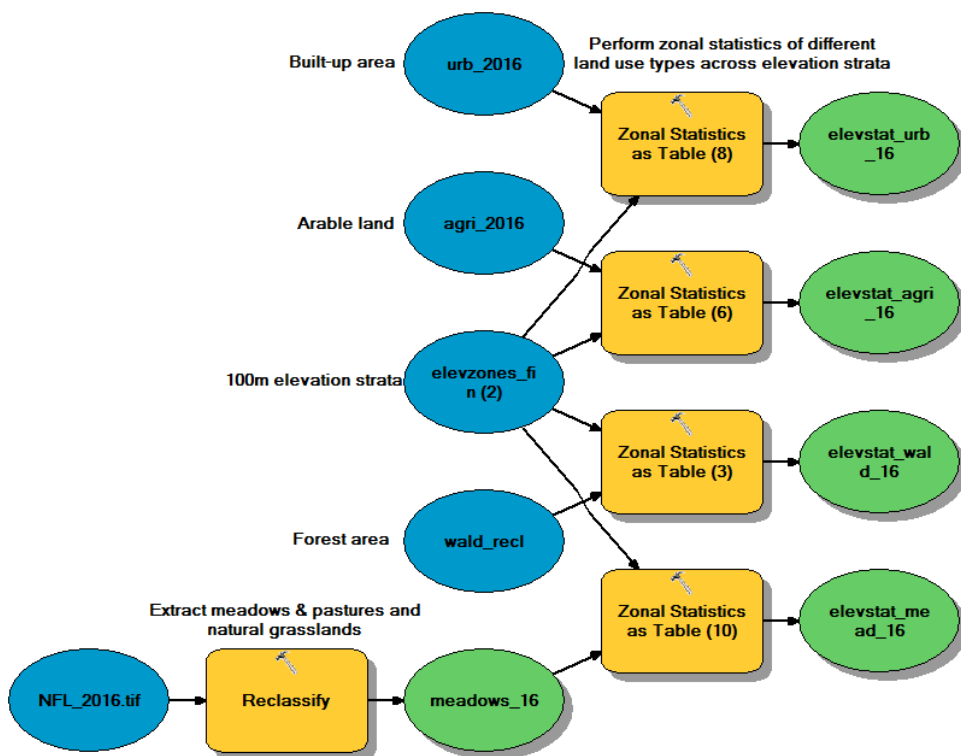 Built-up area
urb_2016
Perform zonal statistics of different
land use types across elevation strata
Zonal Statistics
as Table (8)
elevstat_urb
_16
Arable land
agri_2016
Zonal Statistics
as Table (6)
elevstat_agri
_16
100m elevation strata
elevzones_fi
n (2)
Zonal Statistics
as Table (3)
elevstat_wal
d_16
Forest area
wald_recl
Zonal Statistics
as Table (10)
elevstat_me
ad_16
Extract meadows & pastures and
natural grasslands
NFL_2016.tif
Reclassify
meadows_16